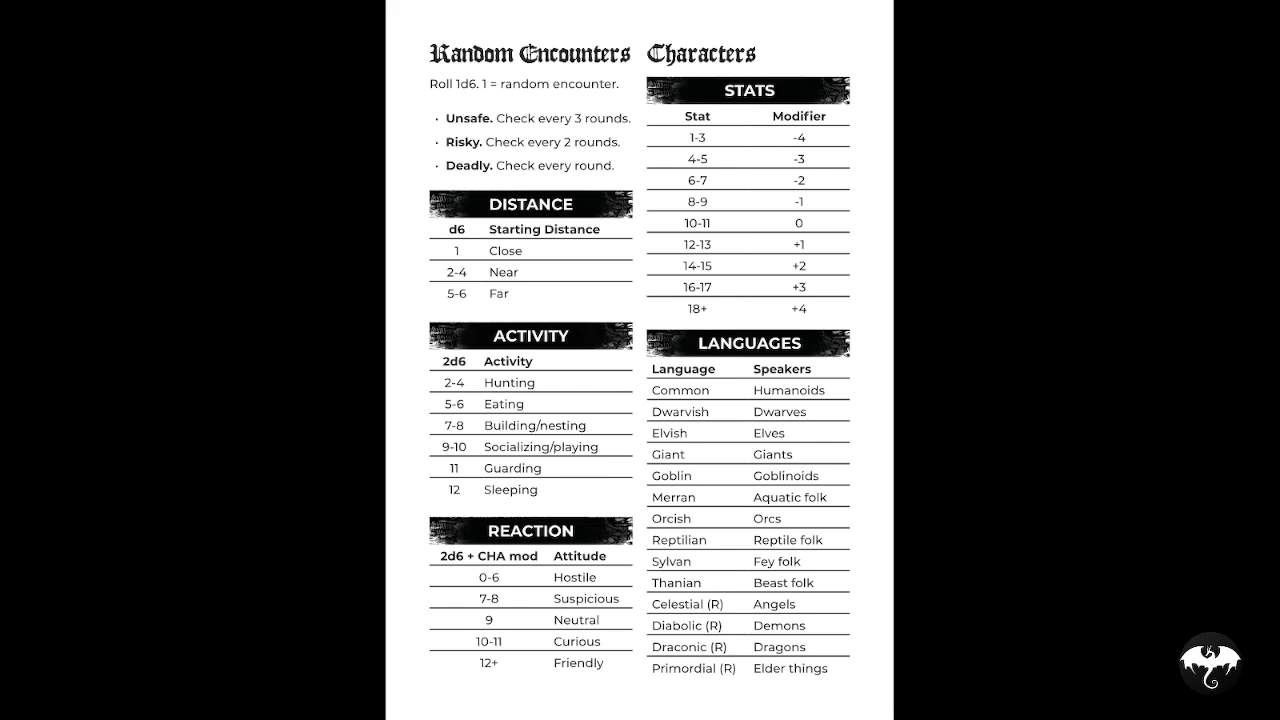 Random Encounters
Roll 1d6. 1 = random encounter.
· Unsafe. Check every 3 rounds.
· Risky. Check every 2 rounds.
· Deadly. Check every round.
DISTANCE
d6 Starting Distance
1 Close
2-4 Near
5-6 Far
ACTIVITY
2d6 Activity
2-4 Hunting
5-6 Eating
7-8 Building/nesting
9-10 Socializing/playing
11 Guarding
12 Sleeping
REACTION
2d6 + CHA mod Attitude
0-6 Hostile
7-8 Suspicious
9 Neutral
10-11 Curious
12+ Friendly
Characters
STATS
Stat Modifier
1-3 -4
4-5 -3
6-7 -2
8-9 -1
10-11 0
12-13 +1
14-15 +2
16-17 +3
18+ +4
LANGUAGES
Language Speakers
Common Humanoids
Dwarvish Dwarves
Elvish Elves
Giant Giants
Goblin Goblinoids
Merran Aquatic folk
Orcish Orcs
Reptilian Reptile folk
Sylvan Fey folk
Thanian Beast folk
Celestial (R) Angels
Diabolic (R) Demons
Draconic (R) Dragons
Primordial (R) Elder things